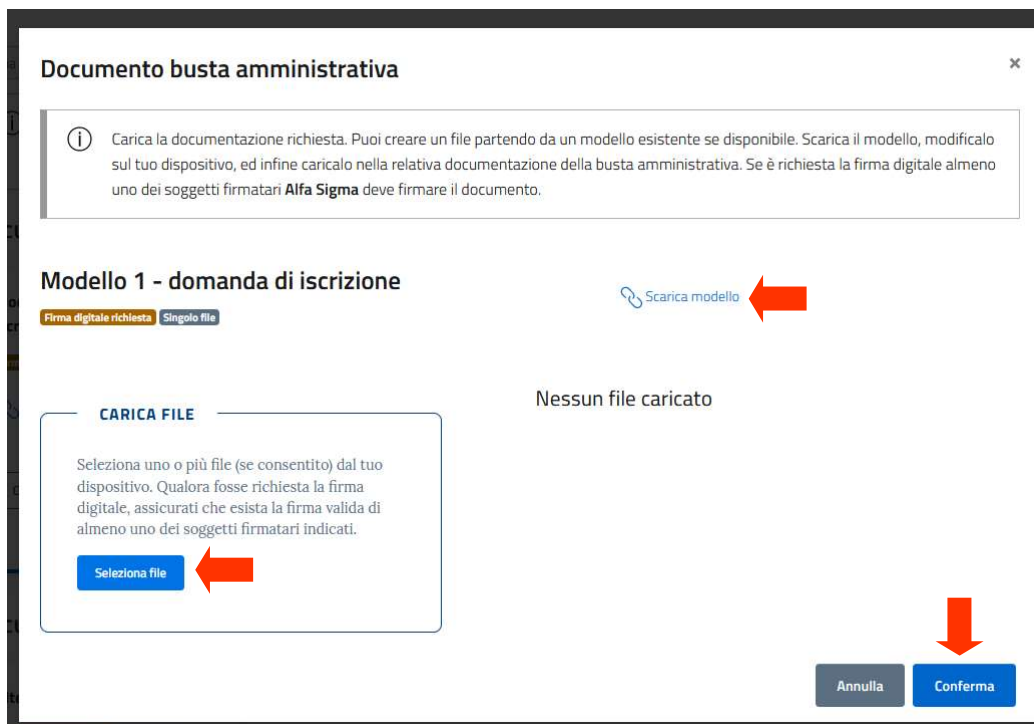 Documento busta amministrativa
×
Carica la documentazione richiesta. Puoi creare un file partendo da un modello esistente se disponibile. Scarica il modello, modificalo
sul tuo dispositivo, ed infine caricalo nella relativa documentazione della busta amministrativa. Se è richiesta la firma digitale almeno
uno dei soggetti firmatari Alfa Sigma deve firmare il documento.
Modello 1 - domanda di iscrizione
Scarica modello
Firma digitale richiesta Singolo file
Nessun file caricato
CARICA FILE
Seleziona uno o più file (se consentito) dal tuo
dispositivo. Qualora fosse richiesta la firma
digitale, assicurati che esista la firma valida di
almeno uno dei soggetti firmatari indicati.
Seleziona file
Annulla
Conferma